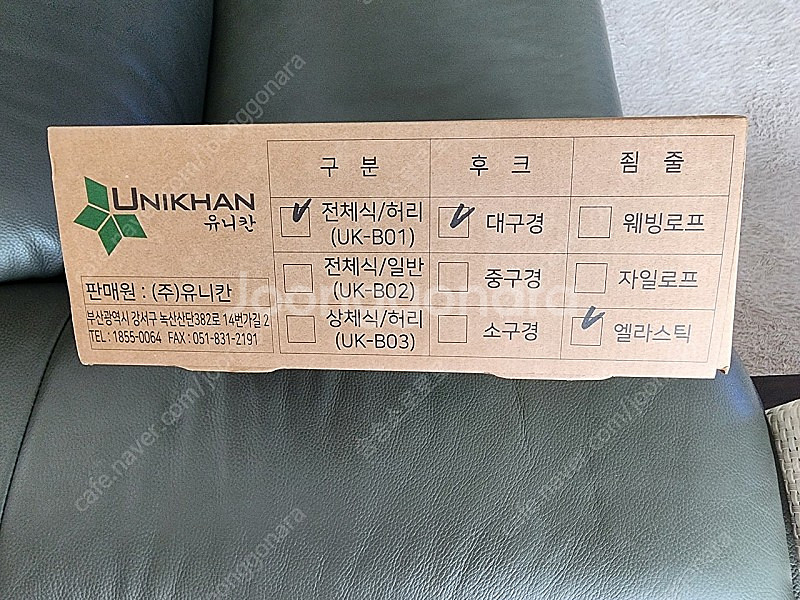 UNIKHAN
유니칸
판매원 : (주)유니칸
부산광역시 강서구 녹산산단382로 14번가길 2
TEL : 1855-0064 FAX : 051-831-2191
구 분 후 크 죔 줄
전체식/허리 대구경 웨빙로프
(UK-B01)
전체식/일반 중구경 자일로프
(UK-B02)
상체식/허리 소구경 엘라스틱
(UK-B03)
Joonggonara
cafe.naver.com/joonggonara